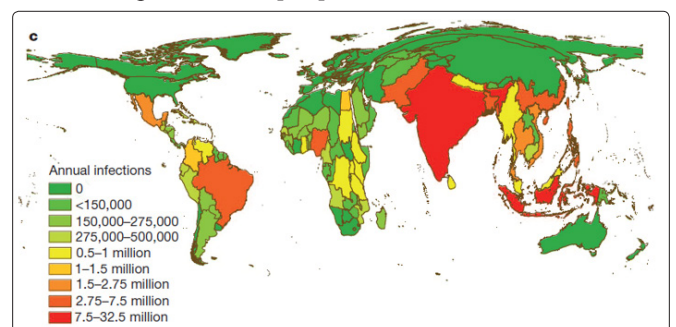 c
Annual infections
0
<150,000
150,000–275,000
275,000–500,000
0.5–1 million
1–1.5 million
1.5–2.75 million
2.75–7.5 million
7.5–32.5 million